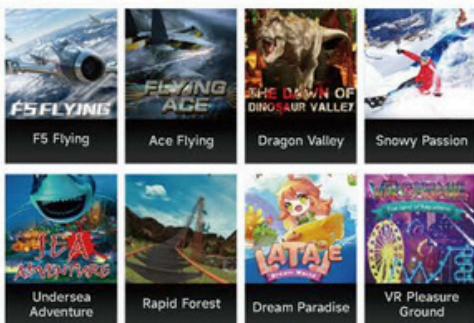 F5 FLYING
F5 Flying
FLYING
ACE
Ace Flying
THE DAWN OF
DINOSAUR VALLEY
Dragon Valley
Snowy Passion
SEA
ADVENTURE
Undersea
Adventure
Rapid Forest
LATALE
Dream World
Dream Paradise
VR Pleasure
Ground